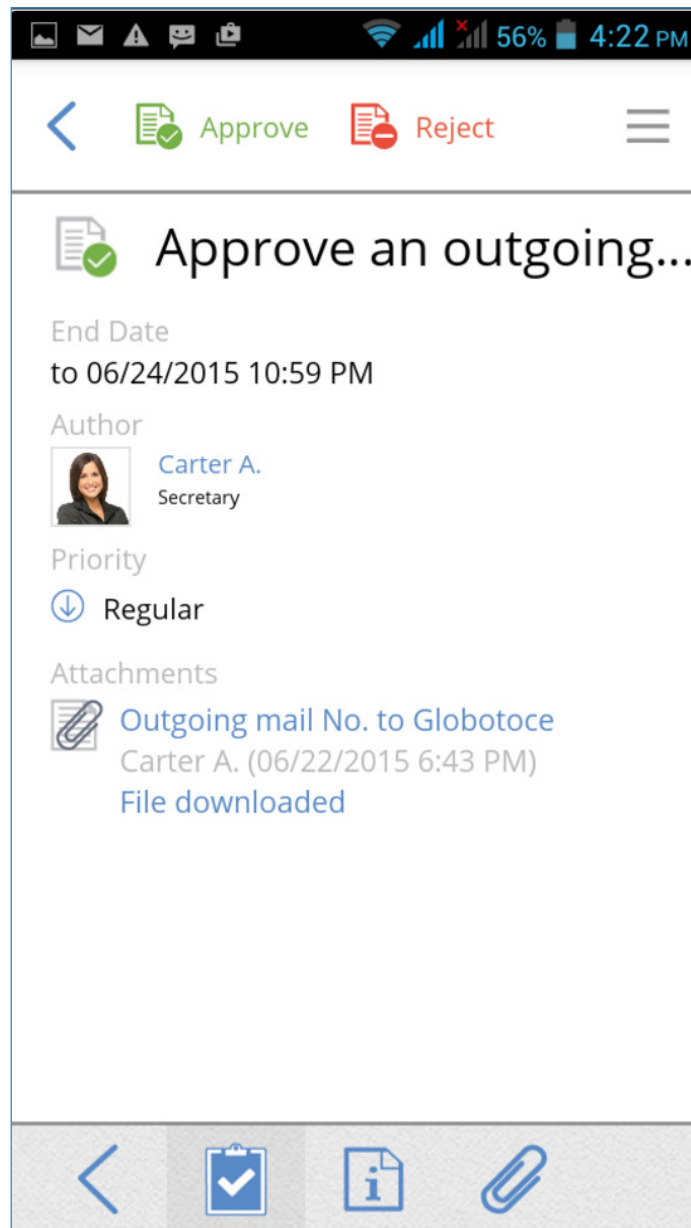 56% 4:22 PM
Approve Reject
Approve an outgoing...
End Date
to 06/24/2015 10:59 PM
Author
Carter A.
Secretary
Priority
Regular
Attachments
Outgoing mail No. to Globotoce
Carter A. (06/22/2015 6:43 PM)
File downloaded